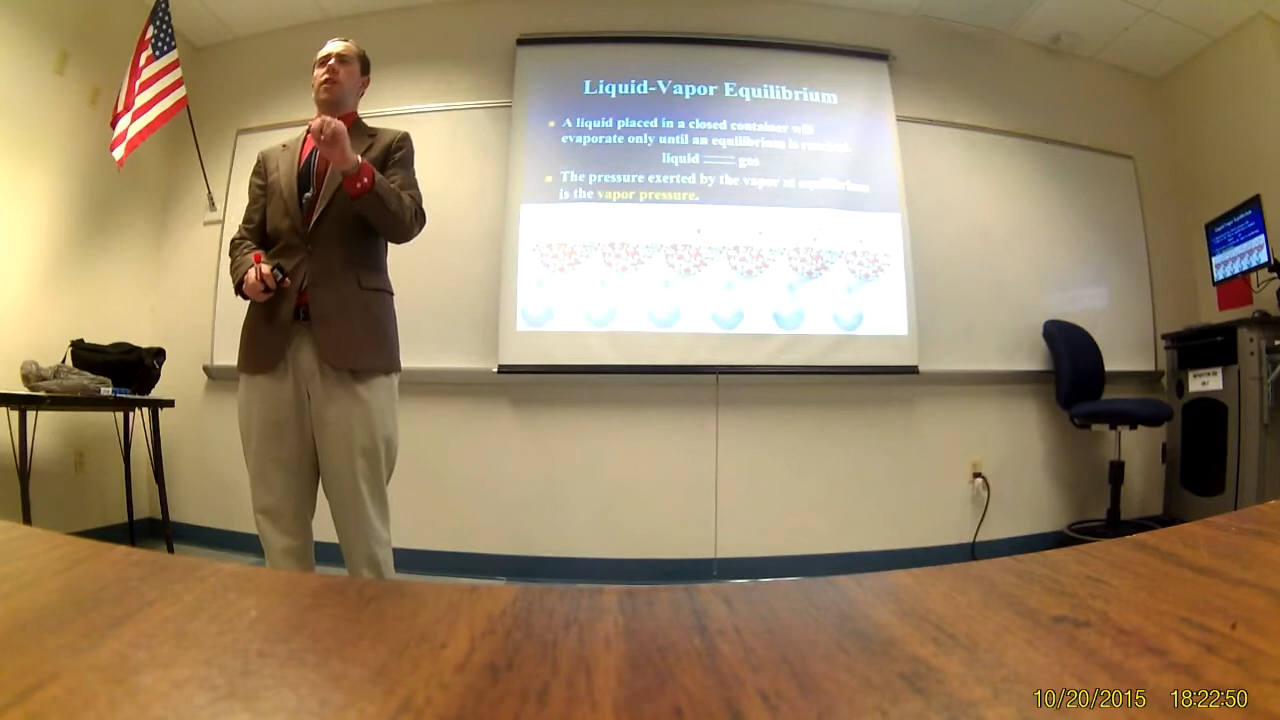 Liquid-Vapor Equilibrium
A liquid placed in a closed container will
evaporate only until an equilibrium is reached.
liquid gas
The pressure exerted by the vapor at equilibrium
is the vapor pressure.
10/20/2015 18:22:50